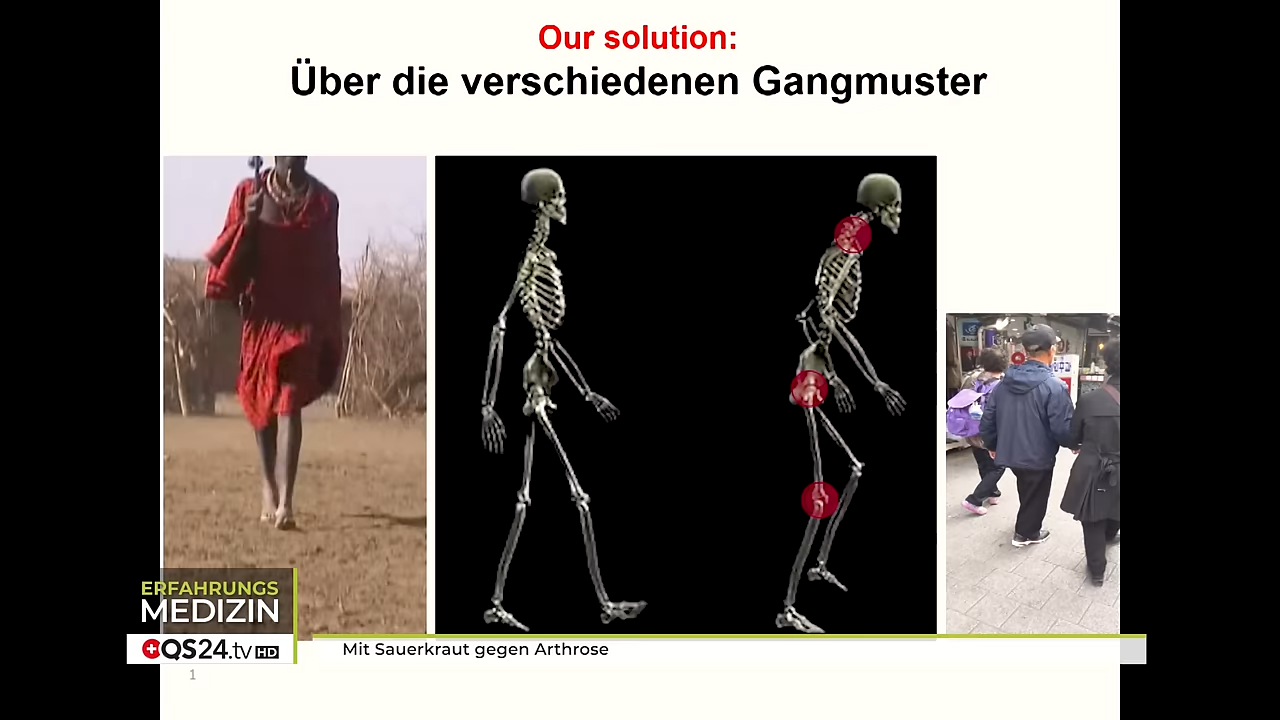 Our solution:
Über die verschiedenen Gangmuster
ERFAHRUNGS
MEDIZIN
QS24.tv HD
Mit Sauerkraut gegen Arthrose
1